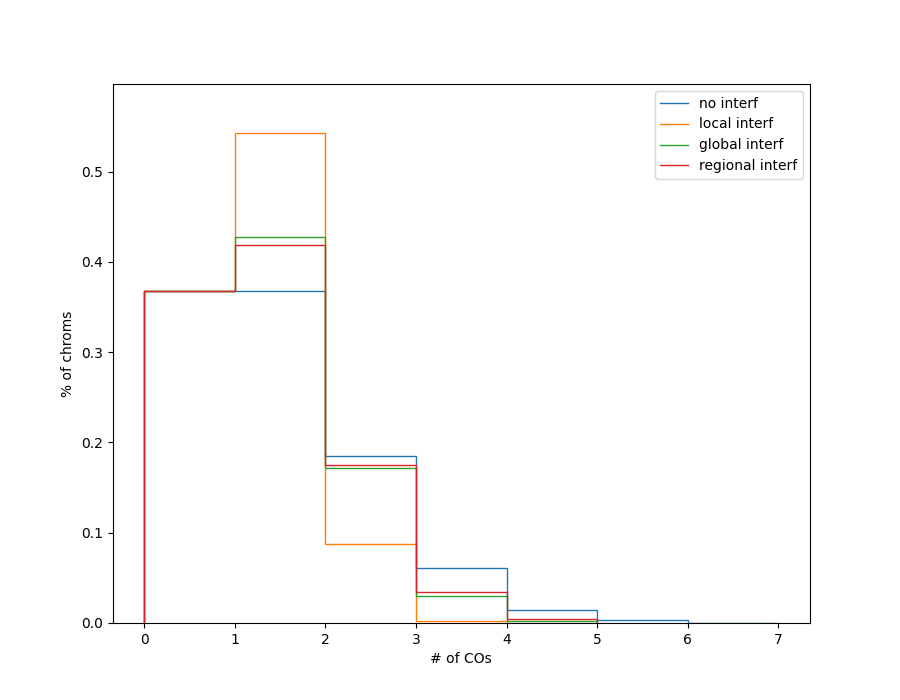 no interf
local interf
global interf
regional interf
0.5
0.4
0.3
0.2
0.1
0.0
% of chroms
0 1 2 3 4 5 6 7
# of COs